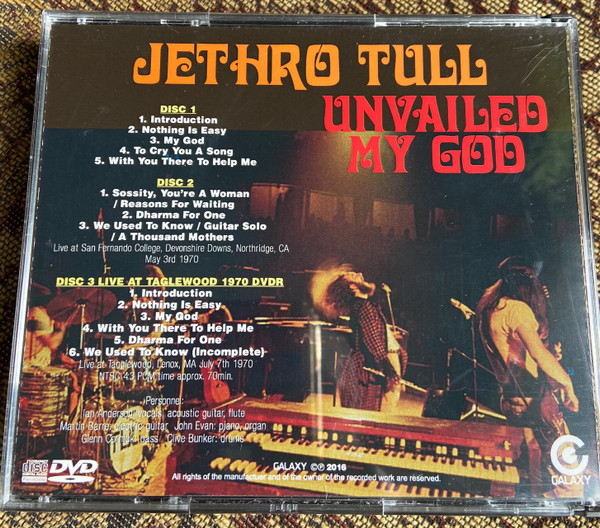 JETHRO TULL
UNVAILED
MY GOD
DISC 1
1. Introduction
2. Nothing Is Easy
3. My God
4. To Cry You A Song
5. With You There To Help Me
DISC 2
1. Sossity, You're A Woman
/ Reasons For Waiting
2. Dharma For One
3. We Used To Know / Guitar Solo
/ A Thousand Mothers
Live at San Fernando College, Devonshire Downs, Northridge, CA
May 3rd 1970
DISC 3 LIVE AT TAGLEWOOD 1970 DVDR
1. Introduction
2. Nothing Is Easy
3. My God
4. With You There To Help Me
5. Dharma For One
6. We Used To Know (Incomplete)
Live at Tanglewood, Lenox, MA July 7th 1970
NTSC 4:3 PCM time approx. 70min.
Personnel:
Ian Anderson: vocals, acoustic guitar, flute
Martin Barre: electric guitar John Evan: piano, organ
Glenn Cornick: bass Clive Bunker: drums
disc DVD
GALAXY ©℗ 2016
All rights of the manufactuer and of the owner of the recorded work are reserved.
GALAXY